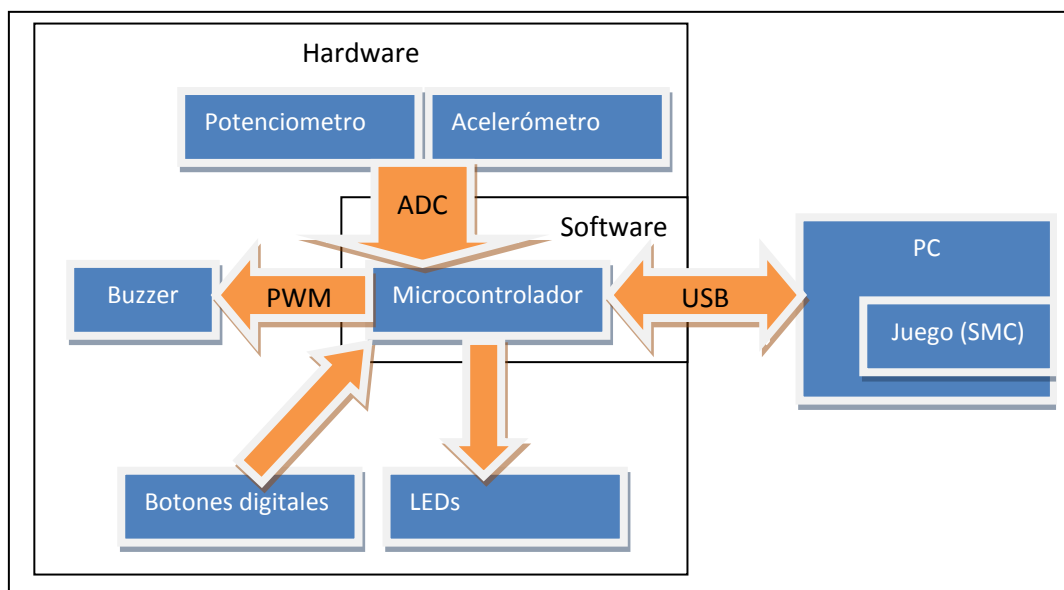 Hardware
Potenciometro
Acelerómetro
ADC
Software
PC
Buzzer
PWM
Microcontrolador
USB
Juego (SMC)
Botones digitales
LEDs